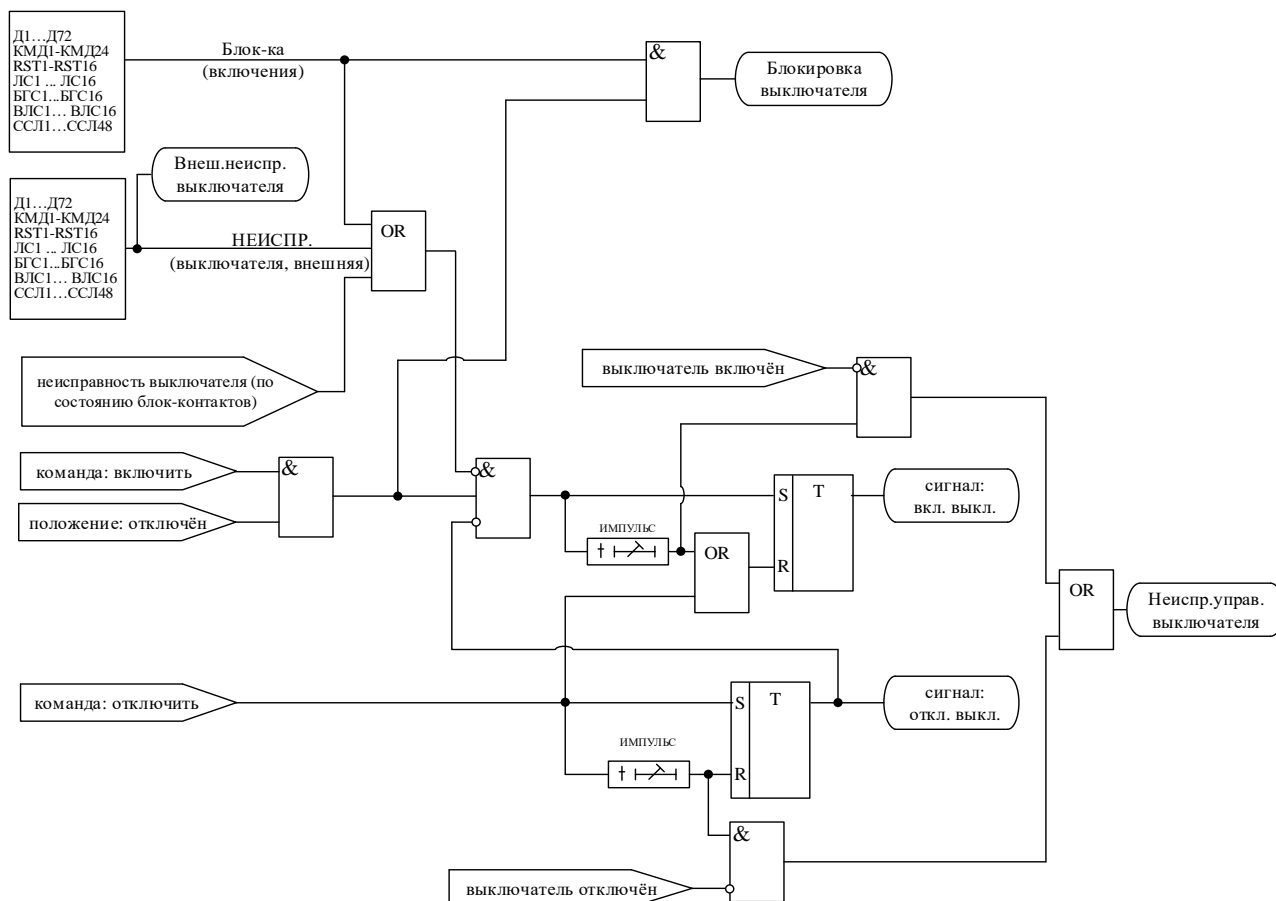 Д1…Д72
КМД1-КМД24
RST1-RST16
ЛС1 ... ЛС16
БГС1...БГС16
ВЛС1… ВЛС16
ССЛ1…ССЛ48
Блок-ка
(включения)
&
Блокировка
выключателя
Внеш.неиспр.
выключателя
Д1…Д72
КМД1-КМД24
RST1-RST16
ЛС1 ... ЛС16
БГС1...БГС16
ВЛС1… ВЛС16
ССЛ1…ССЛ48
НЕИСПР.
(выключателя, внешняя)
OR
неисправность выключателя (по
состоянию блок-контактов)
выключатель включён
&
команда: включить
положение: отключён
&
&
ИМПУЛЬС
OR
S
T
R
сигнал:
вкл. выкл.
OR
Неиспр.управ.
выключателя
команда: отключить
ИМПУЛЬС
S
T
R
сигнал:
откл. выкл.
&
выключатель отключён